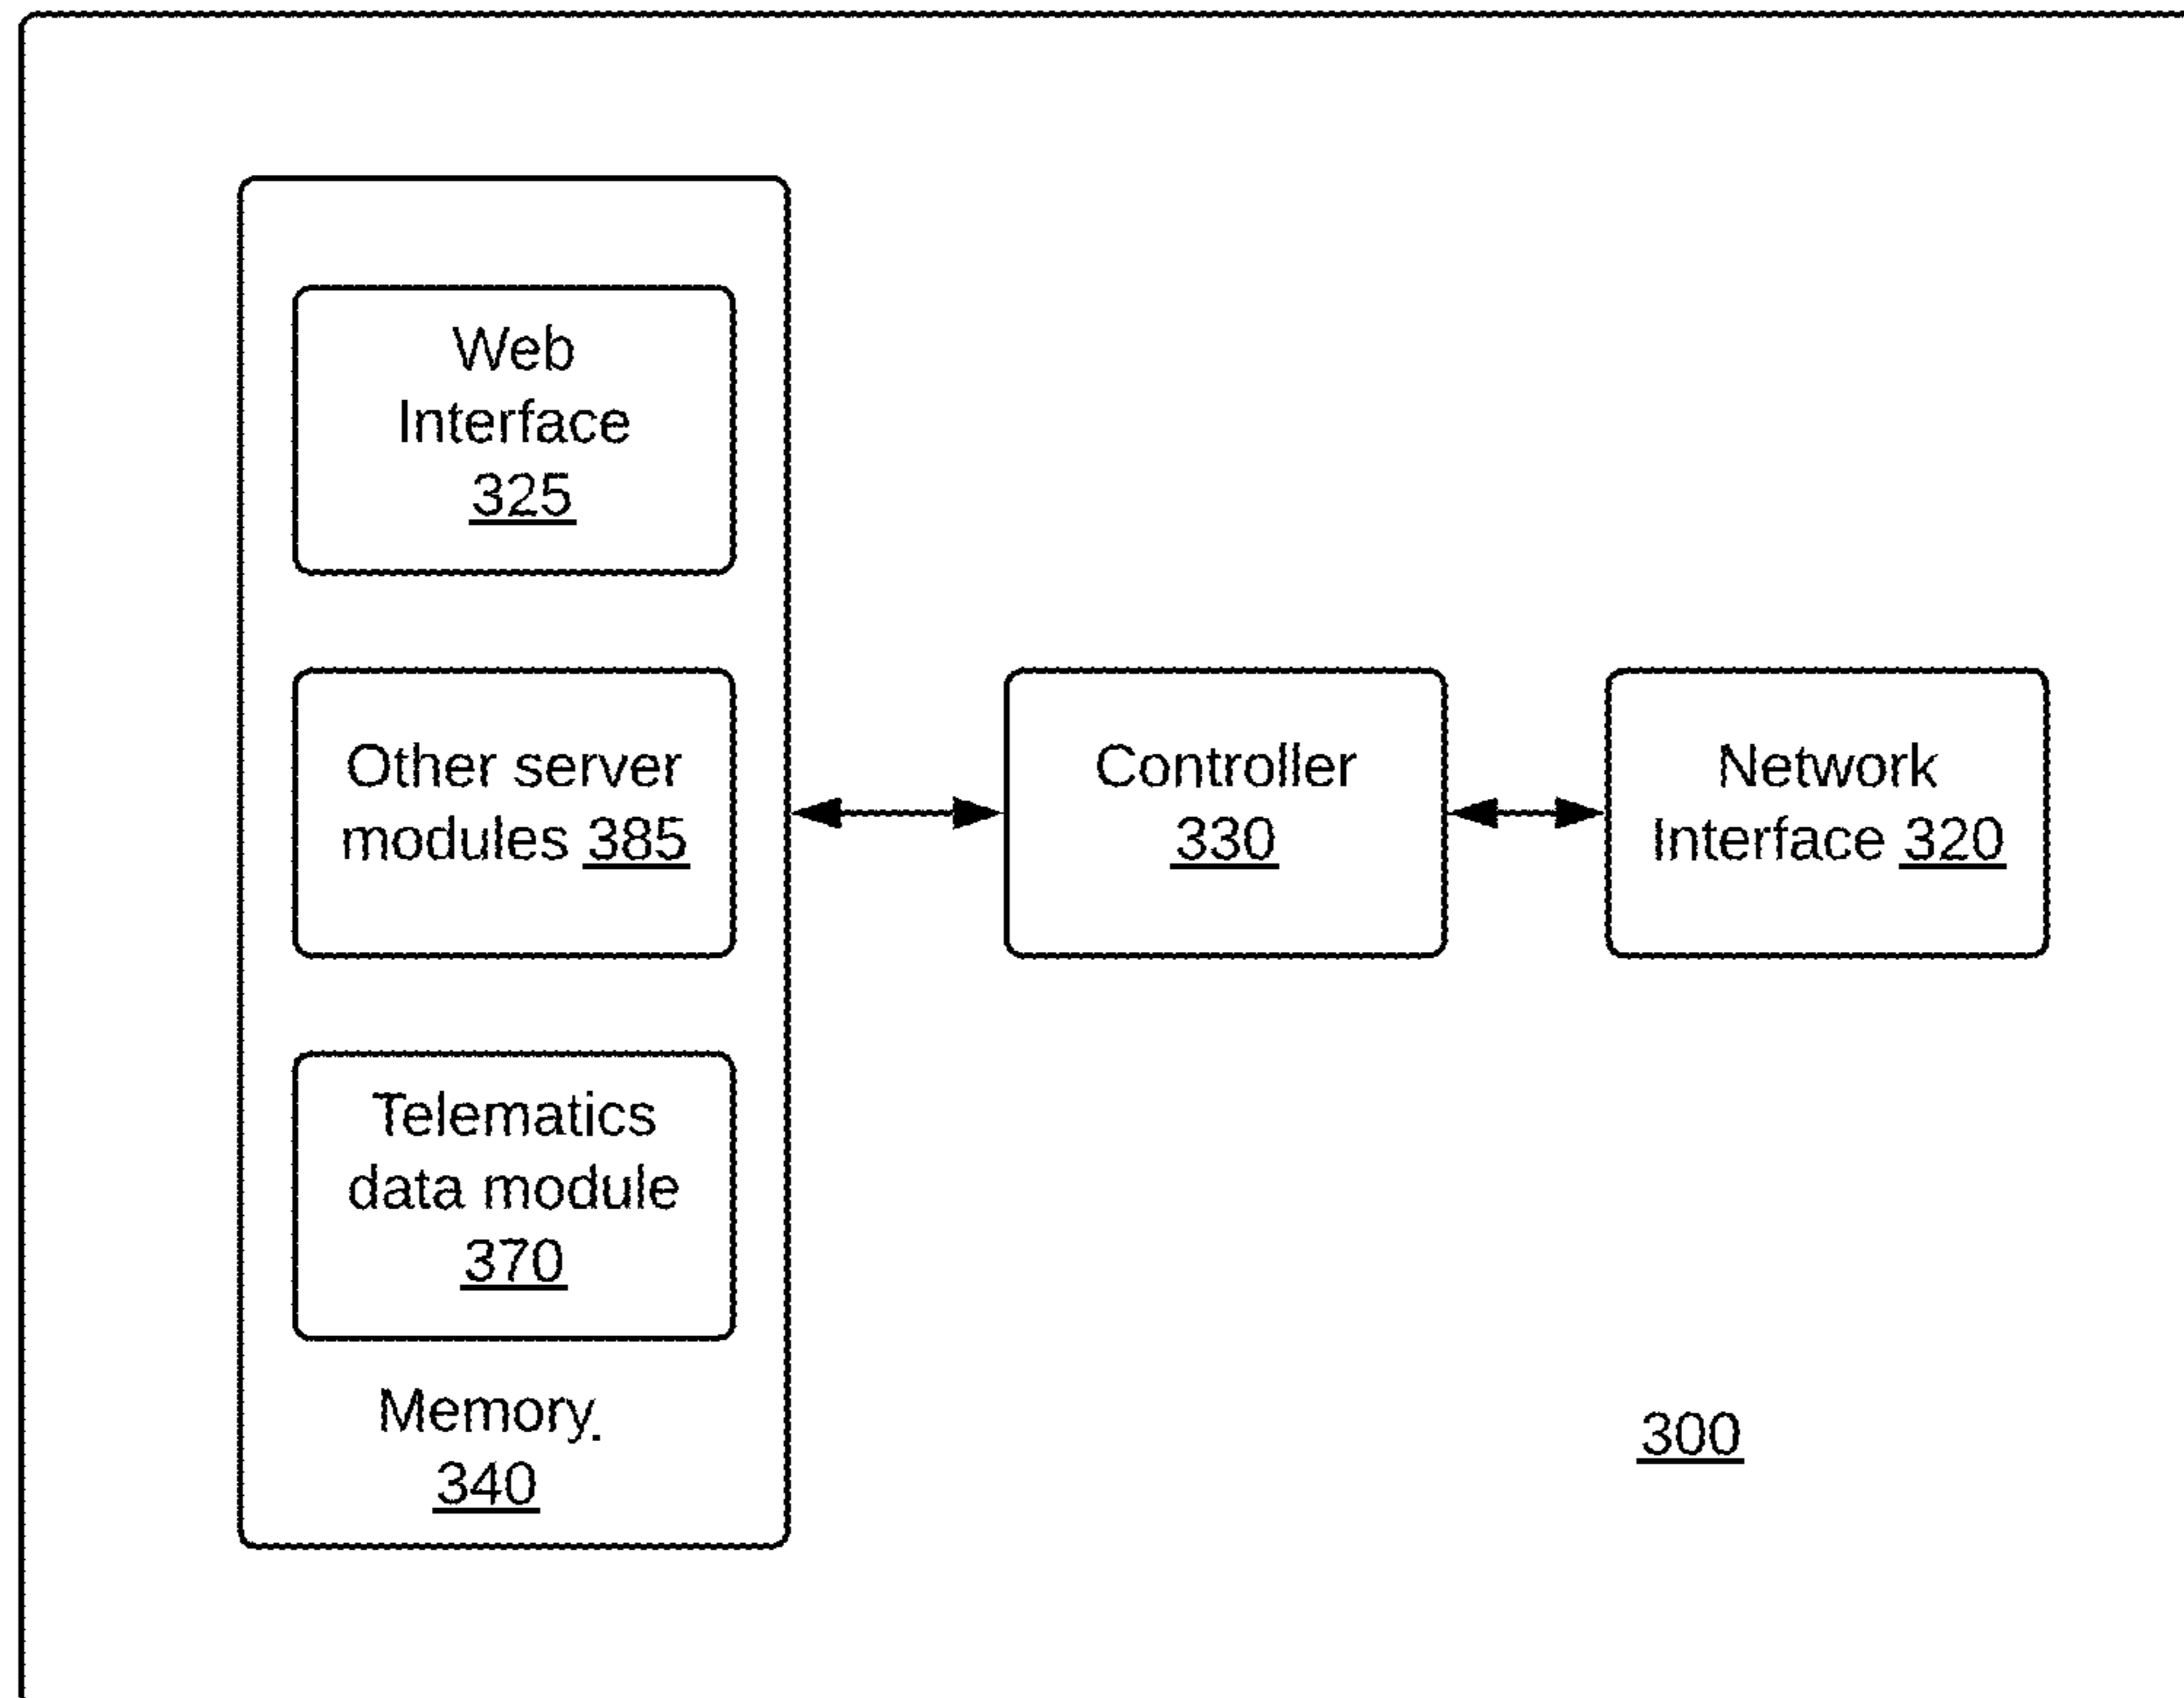 Web
Interface
325
Other server
modules 385
Telematics
data module
370
Memory.
340
Controller
330
Network
Interface 320
300